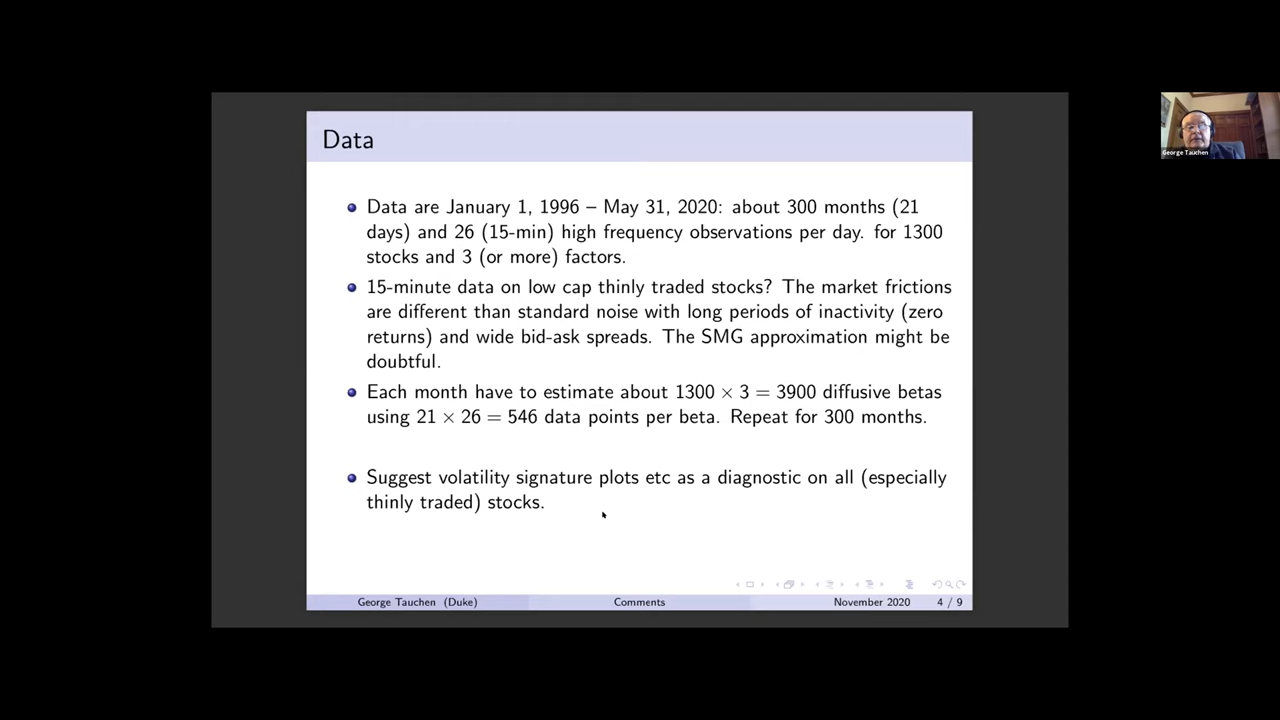 Data
Data are January 1, 1996 – May 31, 2020: about 300 months (21
days) and 26 (15-min) high frequency observations per day. for 1300
stocks and 3 (or more) factors.
15-minute data on low cap thinly traded stocks? The market frictions
are different than standard noise with long periods of inactivity (zero
returns) and wide bid-ask spreads. The SMG approximation might be
doubtful.
Each month have to estimate about 1300 × 3 = 3900 diffusive betas
using 21 × 26 = 546 data points per beta. Repeat for 300 months.
Suggest volatility signature plots etc as a diagnostic on all (especially
thinly traded) stocks.
George Tauchen (Duke)
Comments
November 2020
4 / 9
George Tauchen